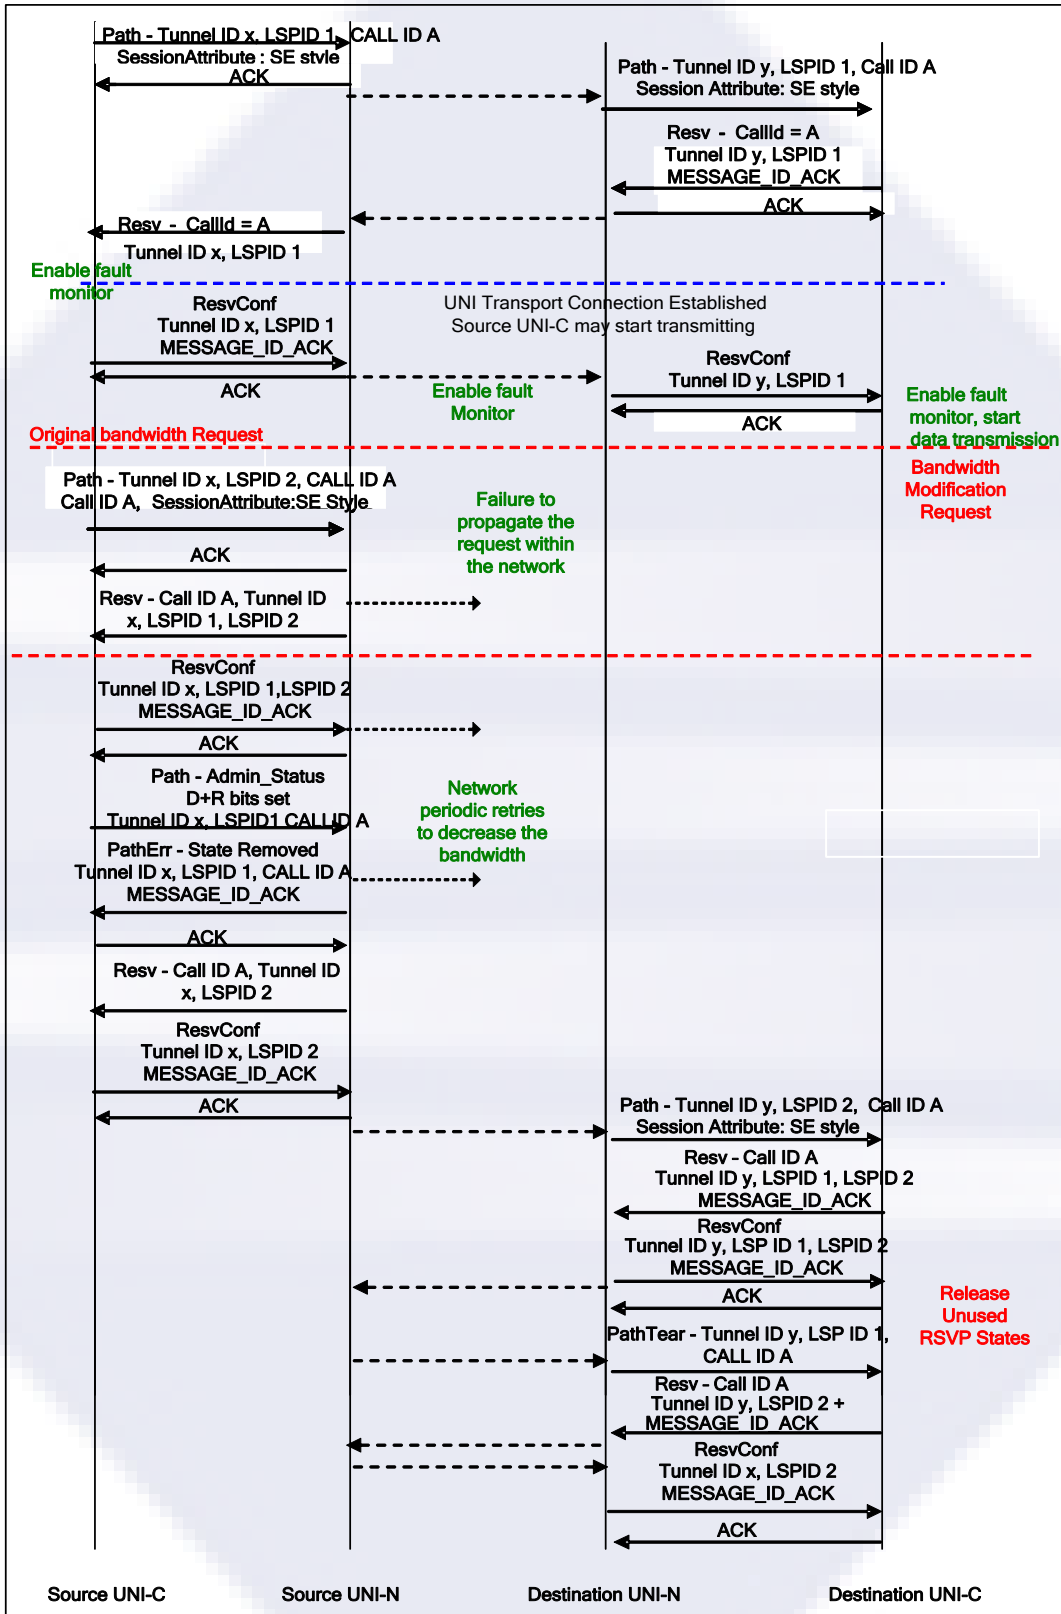 Path - Tunnel ID x, LSPID 1, CALL ID A
SessionAttribute : SE style
ACK
Path - Tunnel ID y, LSPID 1, Call ID A
Session Attribute: SE style
Resv - CallId = A
Tunnel ID y, LSPID 1
MESSAGE_ID_ACK
ACK
Resv - CallId = A
Tunnel ID x, LSPID 1
Enable fault
monitor
UNI Transport Connection Established
Source UNI-C may start transmitting
ResvConf
Tunnel ID x, LSPID 1
MESSAGE_ID_ACK
ACK
Enable fault
Monitor
ResvConf
Tunnel ID y, LSPID 1
ACK
Enable fault
monitor, start
data transmission
Original bandwidth Request
Bandwidth
Modification
Request
Path - Tunnel ID x, LSPID 2, CALL ID A
Call ID A, SessionAttribute:SE Style
ACK
Failure to
propagate the
request within
the network
Resv - Call ID A, Tunnel ID
x, LSPID 1, LSPID 2
ResvConf
Tunnel ID x, LSPID 1,LSPID 2
MESSAGE_ID_ACK
ACK
Path - Admin_Status
D+R bits set
Tunnel ID x, LSPID1 CALLID A
Network
periodic retries
to decrease the
bandwidth
PathErr - State Removed
Tunnel ID x, LSPID 1, CALL ID A
MESSAGE_ID_ACK
ACK
Resv - Call ID A, Tunnel ID
x, LSPID 2
ResvConf
Tunnel ID x, LSPID 2
MESSAGE_ID_ACK
ACK
Path - Tunnel ID y, LSPID 2, Call ID A
Session Attribute: SE style
Resv - Call ID A
Tunnel ID y, LSPID 1, LSPID 2
MESSAGE_ID_ACK
ResvConf
Tunnel ID y, LSP ID 1, LSPID 2
MESSAGE_ID_ACK
ACK
Release
Unused
RSVP States
PathTear - Tunnel ID y, LSP ID 1,
CALL ID A
Resv - Call ID A
Tunnel ID y, LSPID 2 +
MESSAGE_ID_ACK
ResvConf
Tunnel ID x, LSPID 2
MESSAGE_ID_ACK
ACK
Source UNI-C
Source UNI-N
Destination UNI-N
Destination UNI-C